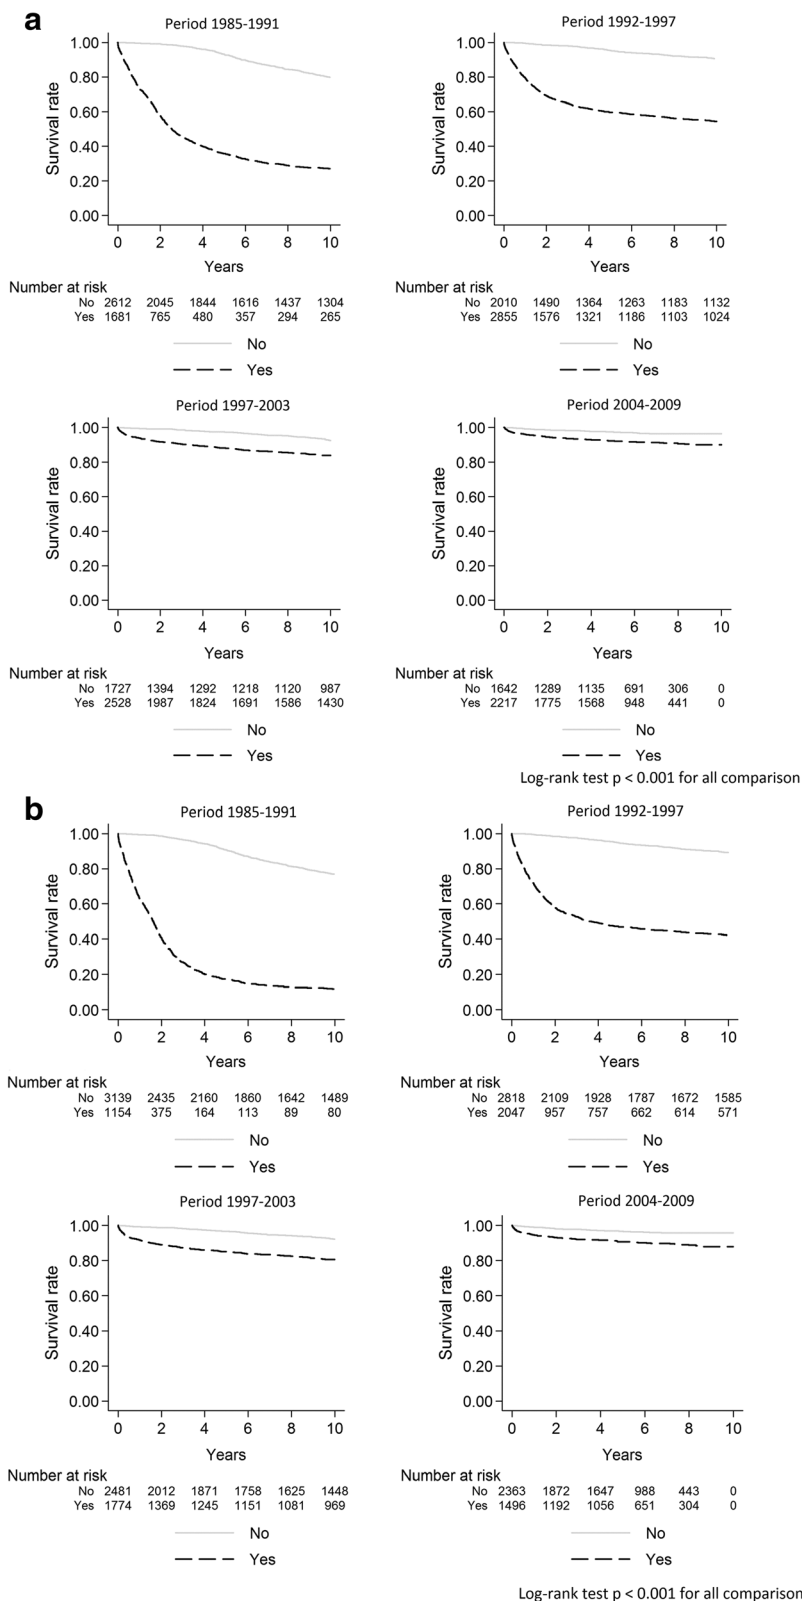 a
Period 1985-1991
Survival rate
1.00
0.80
0.60
0.40
0.20
0.00
0 2 4 6 8 10
Years
Number at risk
No 2612 2045 1844 1616 1437 1304
Yes 1681 765 480 357 294 265
No
Yes
Period 1992-1997
Survival rate
1.00
0.80
0.60
0.40
0.20
0.00
0 2 4 6 8 10
Years
Number at risk
No 2010 1490 1364 1263 1183 1132
Yes 2855 1576 1321 1186 1103 1024
No
Yes
Period 1997-2003
Survival rate
1.00
0.80
0.60
0.40
0.20
0.00
0 2 4 6 8 10
Years
Number at risk
No 1727 1394 1292 1218 1120 987
Yes 2528 1987 1824 1691 1586 1430
No
Yes
Period 2004-2009
Survival rate
1.00
0.80
0.60
0.40
0.20
0.00
0 2 4 6 8 10
Years
Number at risk
No 1642 1289 1135 691 306 0
Yes 2217 1775 1568 948 441 0
No
Yes
Log-rank test p < 0.001 for all comparison
b
Period 1985-1991
Survival rate
1.00
0.80
0.60
0.40
0.20
0.00
0 2 4 6 8 10
Years
Number at risk
No 3139 2435 2160 1860 1642 1489
Yes 1154 375 164 113 89 80
No
Yes
Period 1992-1997
Survival rate
1.00
0.80
0.60
0.40
0.20
0.00
0 2 4 6 8 10
Years
Number at risk
No 2818 2109 1928 1787 1672 1585
Yes 2047 957 757 662 614 571
No
Yes
Period 1997-2003
Survival rate
1.00
0.80
0.60
0.40
0.20
0.00
0 2 4 6 8 10
Years
Number at risk
No 2481 2012 1871 1758 1625 1448
Yes 1774 1369 1245 1151 1081 969
No
Yes
Period 2004-2009
Survival rate
1.00
0.80
0.60
0.40
0.20
0.00
0 2 4 6 8 10
Years
Number at risk
No 2363 1872 1647 988 443 0
Yes 1496 1192 1056 651 304 0
No
Yes
Log-rank test p < 0.001 for all comparison